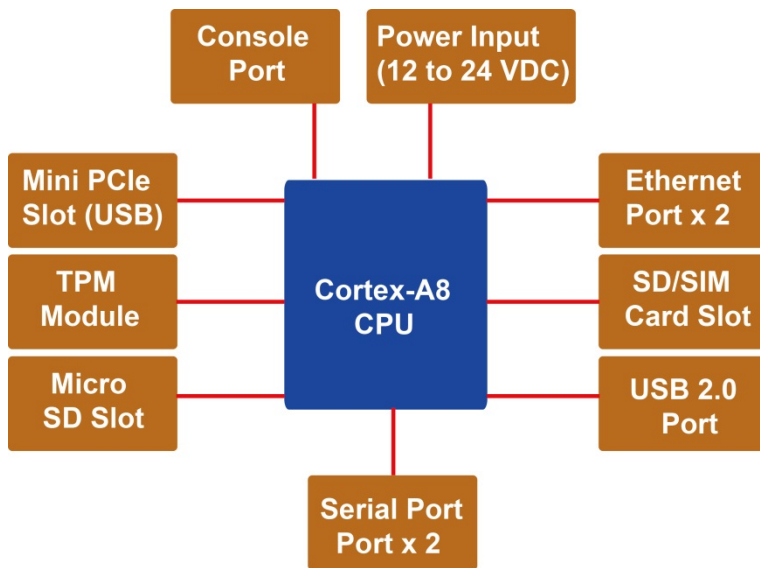 Console
Port
Power Input
(12 to 24 VDC)
Mini PCIe
Slot (USB)
Ethernet
Port x 2
TPM
Module
Cortex-A8
CPU
SD/SIM
Card Slot
Micro
SD Slot
USB 2.0
Port
Serial Port
Port x 2